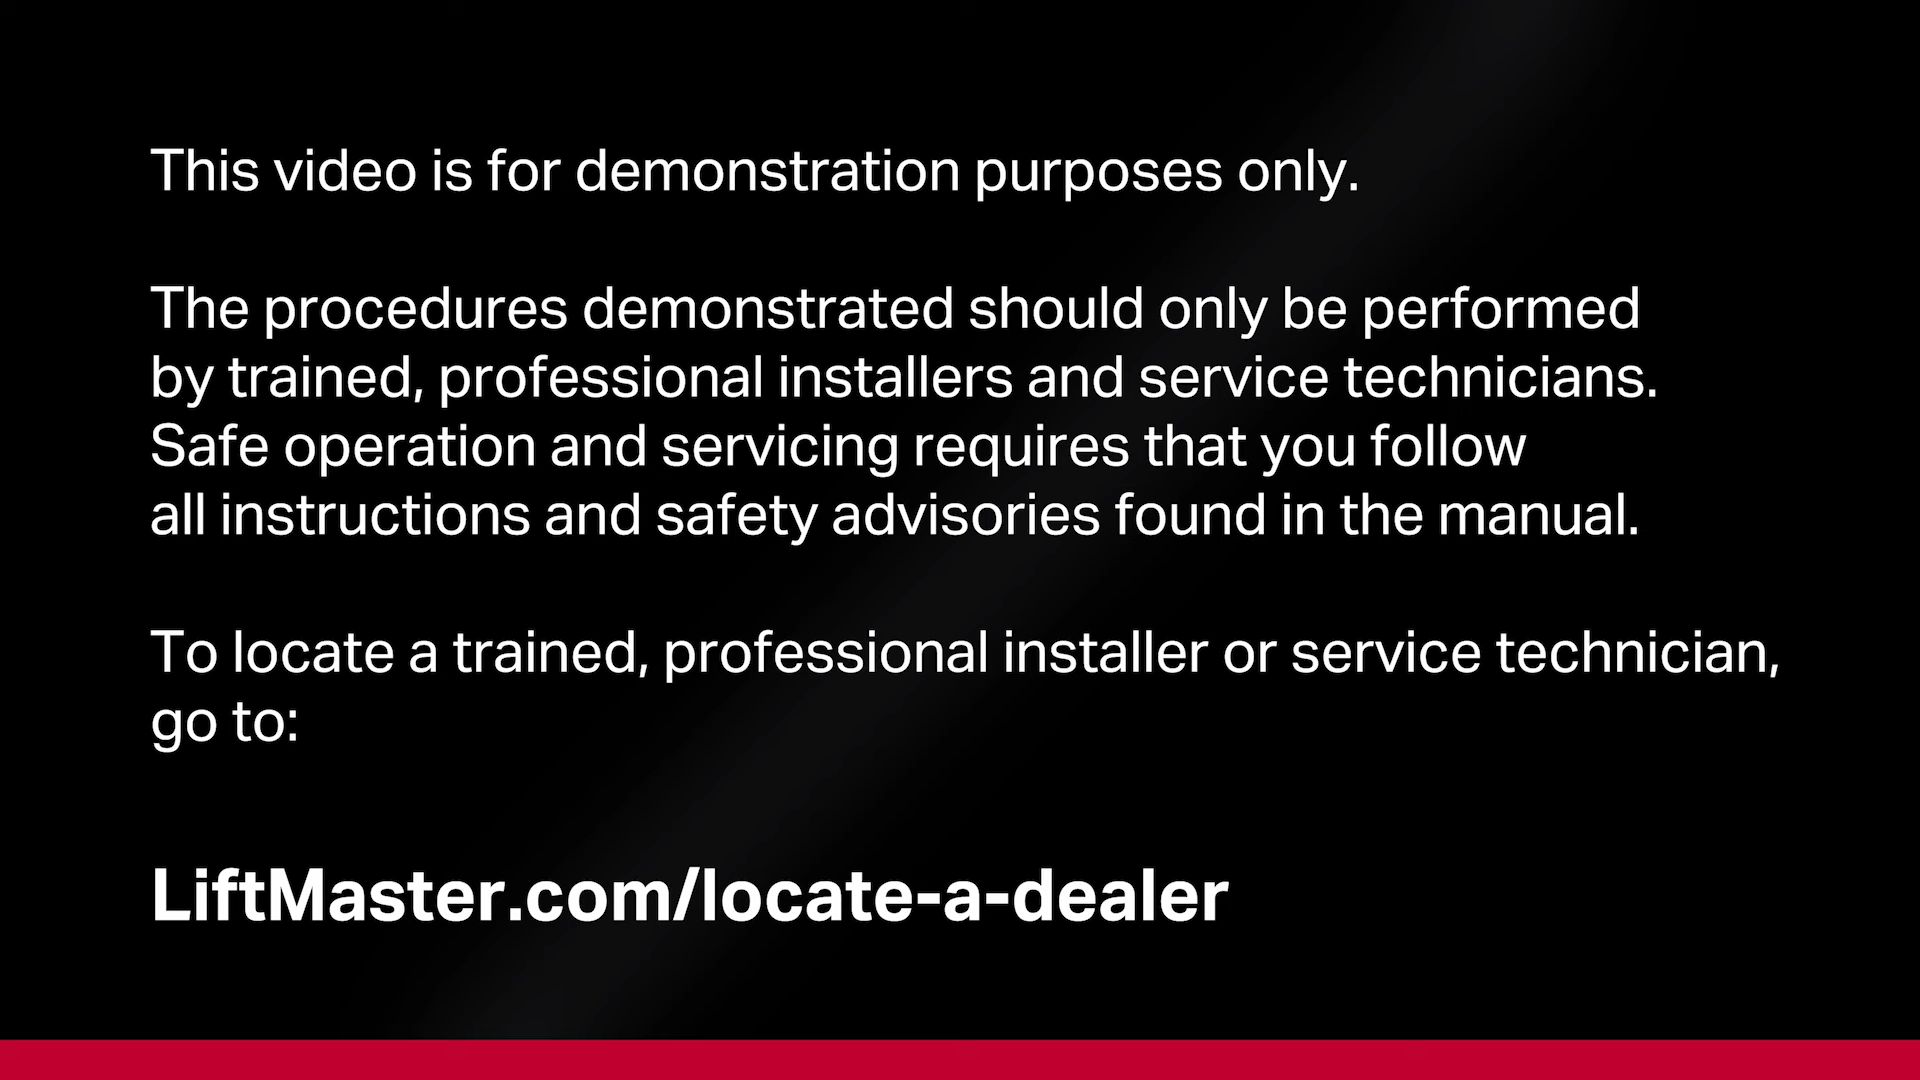 This video is for demonstration purposes only.
The procedures demonstrated should only be performed
by trained, professional installers and service technicians.
Safe operation and servicing requires that you follow
all instructions and safety advisories found in the manual.
To locate a trained, professional installer or service technician,
go to:
LiftMaster.com/locate-a-dealer